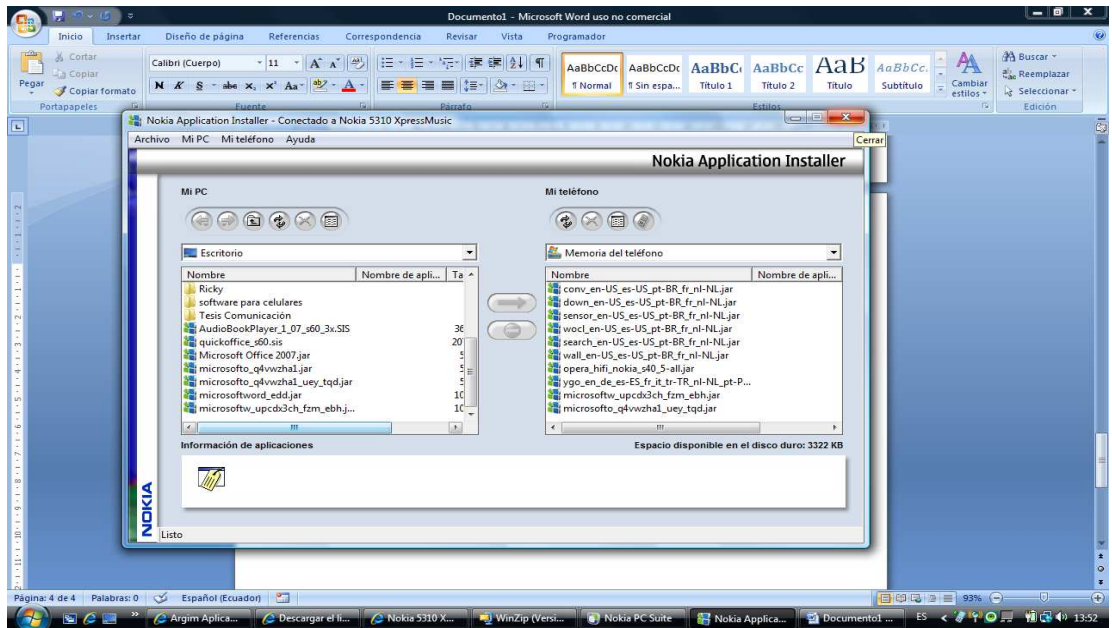 Documento1 - Microsoft Word uso no comercial
Inicio Insertar Diseño de página Referencias Correspondencia Revisar Vista Programador
Pegar
Cortar
Copiar
Copiar formato
Portapapeles
Calibri (Cuerpo) 11
N K S abe x₂ x² Aa
Fuente
Párrafo
AaBbCcDc AaBbCcDc AaBbC AaBbCc AaB AaBbCc.
¶ Normal ¶ Sin espa... Título 1 Título 2 Título Subtítulo
Estilos
Cambiar estilos
Buscar
Reemplazar
Seleccionar
Edición
Nokia Application Installer - Conectado a Nokia 5310 XpressMusic
Cerrar
Archivo Mi PC Mi teléfono Ayuda
Nokia Application Installer
Mi PC
Escritorio
Nombre Nombre de apli... Ta
Ricky
software para celulares
Tesis Comunicación
AudioBookPlayer_1_07_s60_3x.SIS
quickoffice_s60.sis
Microsoft Office 2007.jar
microsofto_q4vwzha1.jar
microsofto_q4vwzha1_uey_tqd.jar
microsoftword_edd.jar
microsoftw_upcdx3ch_fzm_ebh.j...
Mi teléfono
Memoria del teléfono
Nombre Nombre de apli...
conv_en-US_es-US_pt-BR_fr_nl-NL.jar
down_en-US_es-US_pt-BR_fr_nl-NL.jar
sensor_en-US_es-US_pt-BR_fr_nl-NL.jar
wocl_en-US_es-US_pt-BR_fr_nl-NL.jar
search_en-US_es-US_pt-BR_fr_nl-NL.jar
wall_en-US_es-US_pt-BR_fr_nl-NL.jar
opera_hifi_nokia_s40_5-all.jar
ygo_en_de_es-ES_fr_it_tr-TR_nl-NL_pt-P...
microsoftw_upcdx3ch_fzm_ebh.jar
microsofto_q4vwzha1_uey_tqd.jar
Información de aplicaciones
Espacio disponible en el disco duro: 3322 KB
NOKIA
Listo
Página: 4 de 4 Palabras: 0 Español (Ecuador) 93%
Argim Aplica... Descargar el li... Nokia 5310 X... WinZip (Versi... Nokia PC Suite Nokia Applica... Documento1 ... ES 13:52